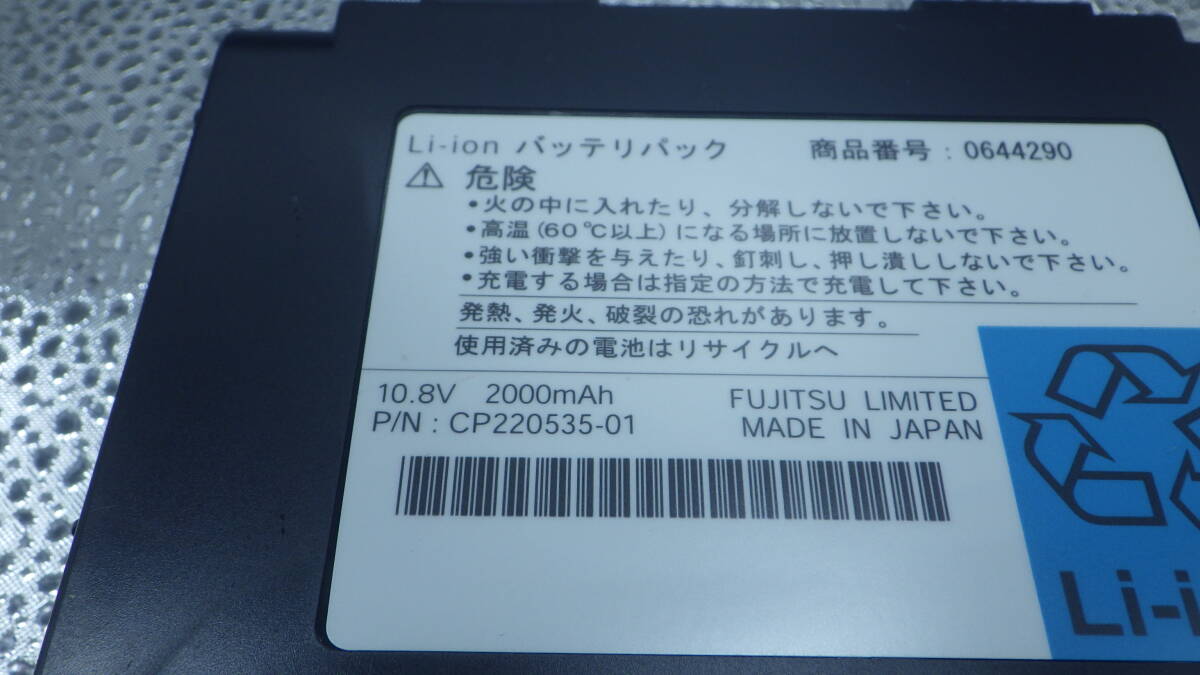 Li-ion バッテリパック 商品番号：0644290
危険
•火の中に入れたり、分解しないで下さい。
•高温(60℃以上)になる場所に放置しないで下さい。
•強い衝撃を与えたり、釘刺し、押し潰ししないで下さい。
•充電する場合は指定の方法で充電して下さい。
発熱、発火、破裂の恐れがあります。
使用済みの電池はリサイクルへ
10.8V 2000mAh FUJITSU LIMITED
P/N：CP220535-01 MADE IN JAPAN
Li-i